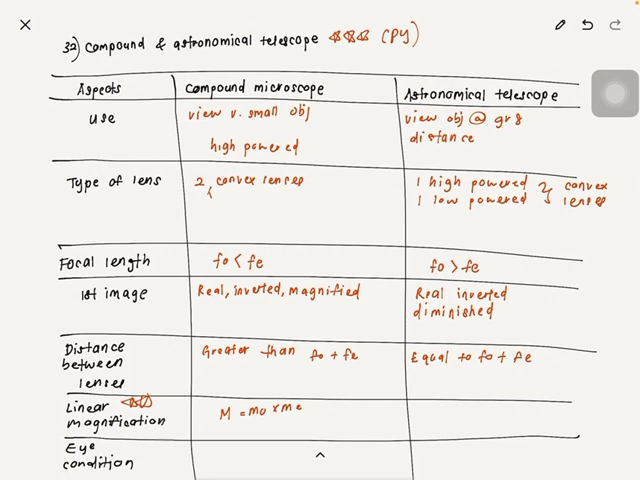 32) compound & astronomical telescope (PY)
Aspects compound microscope Astronomical telescope
use view v. small obj view obj @ gr8
high powered distance
Type of lens 2 convex lenses 1 high powered } convex
1 low powered lenses
Focal length fo < fe fo > fe
1st image Real, inverted, magnified Real inverted
diminished
Distance Greater than fo + fe Equal to fo + fe
between
lenses
Linear M = mo x me
magnification
Eye
condition